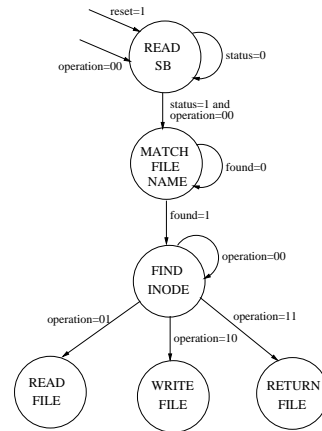 reset=1
READ
SB
status=0
operation=00
status=1 and
operation=00
MATCH
FILE
NAME
found=0
found=1
operation=00
FIND
INODE
operation=01
operation=11
operation=10
READ
FILE
WRITE
FILE
RETURN
FILE